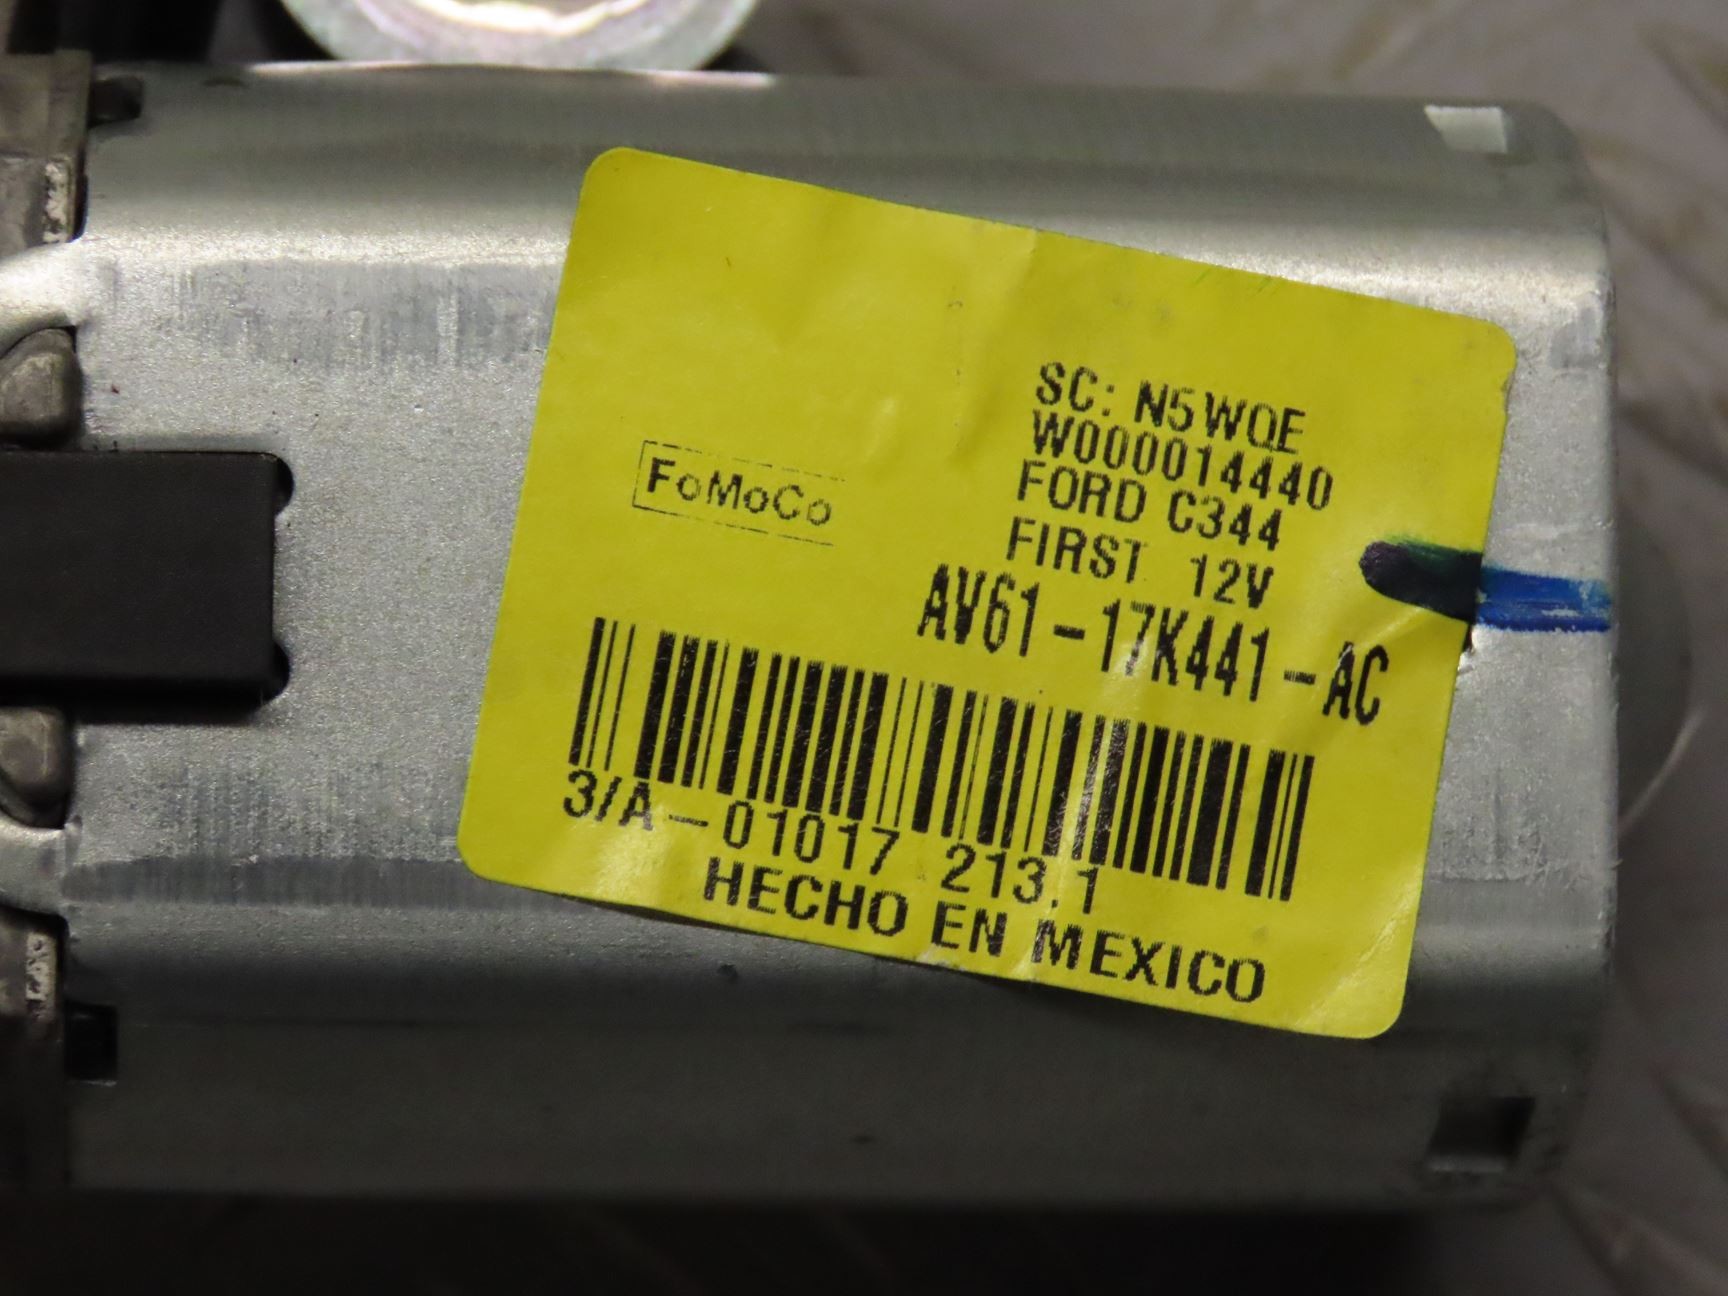 SC: N5WQE
W000014440
FORD C344
FIRST 12V
FoMoCo
AV61-17K441-AC
3/A-01017 213.1
HECHO EN MEXICO